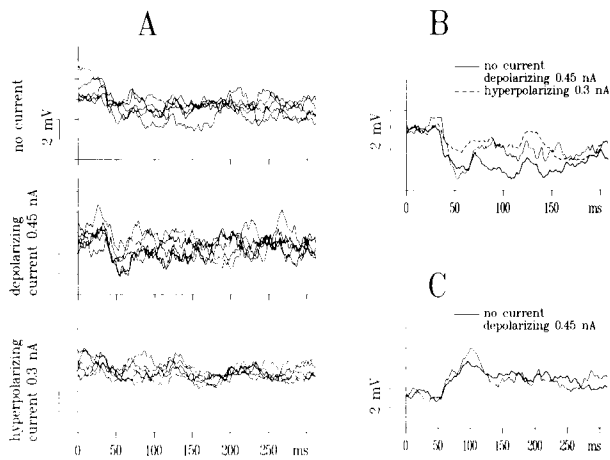 A
no current
2 mV
depolarizing
current 0.45 nA
hyperpolarizing
current 0.3 nA
0 50 100 150 200 250 ms
B
no current
depolarizing 0.45 nA
hyperpolarizing 0.3 nA
2 mV
0 50 100 150 ms
C
no current
depolarizing 0.45 nA
2 mV
0 50 100 150 200 250 ms